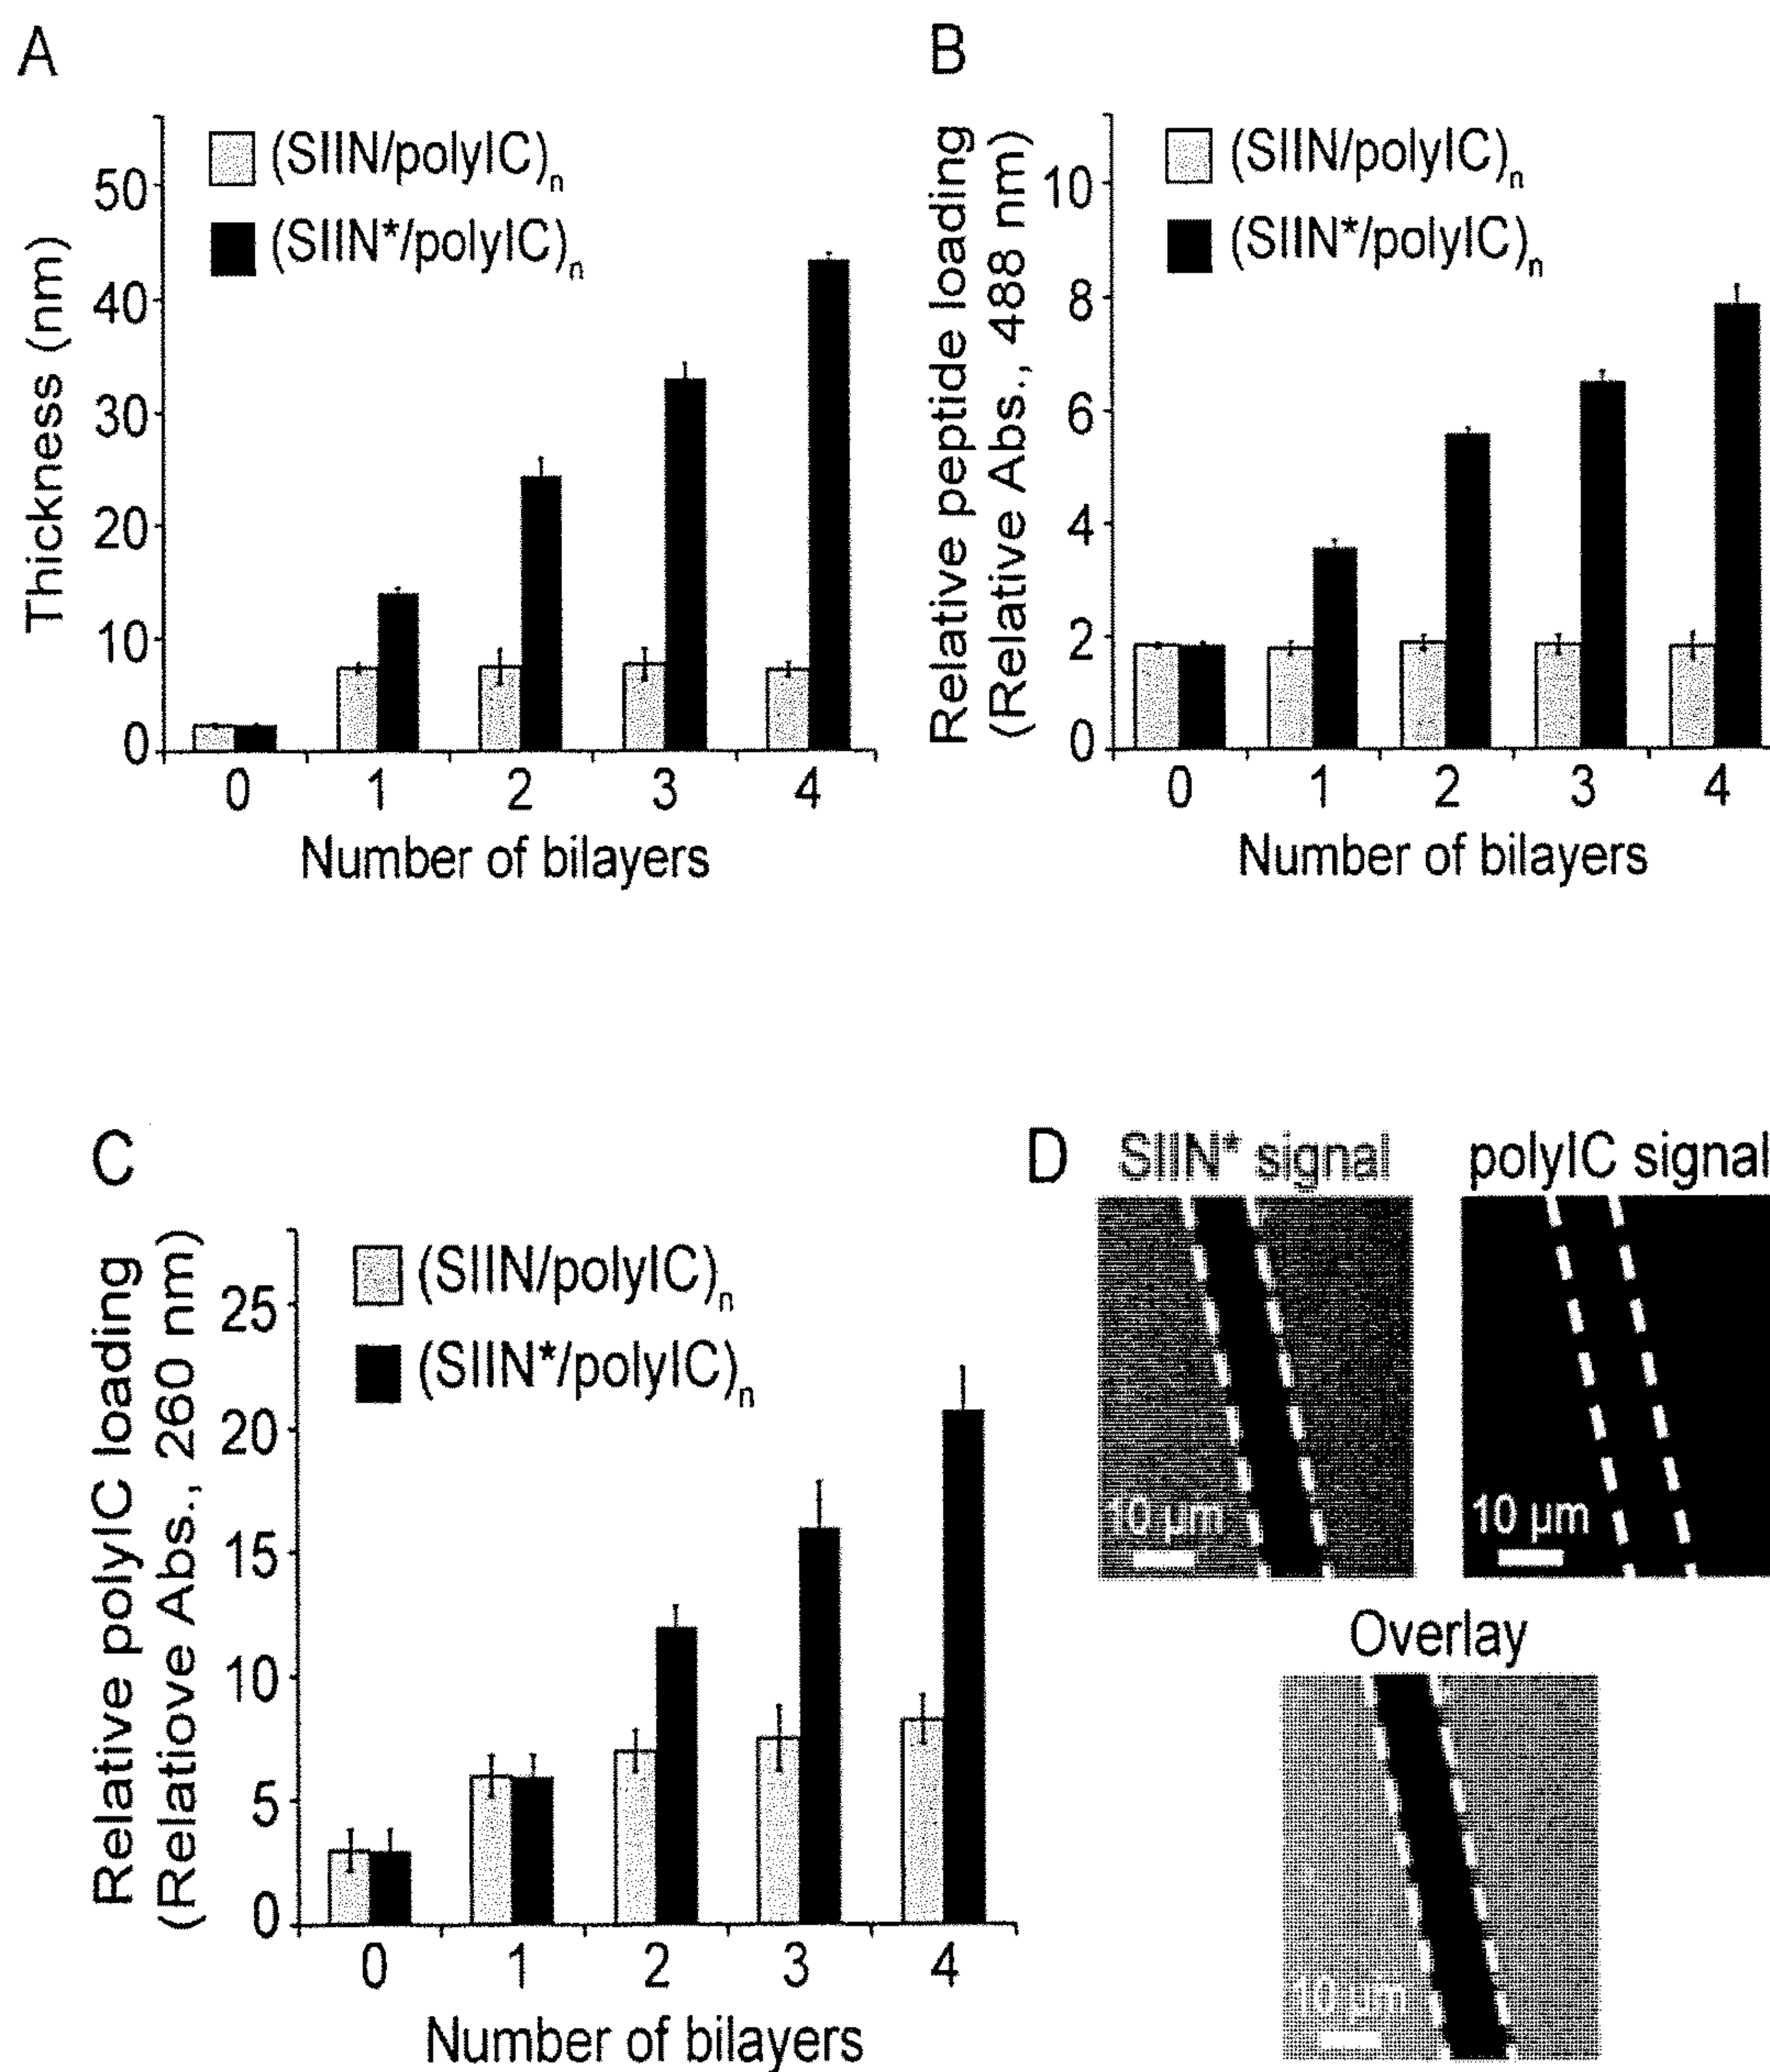 A
Thickness (nm)
(SIIN/polyIC)n
(SIIN*/polyIC)n
50
40
30
20
10
0
0 1 2 3 4
Number of bilayers
B
Relative peptide loading
(Relative Abs., 488 nm)
(SIIN/polyIC)n
(SIIN*/polyIC)n
10
8
6
4
2
0
0 1 2 3 4
Number of bilayers
C
Relative polyIC loading
(Relatiove Abs., 260 nm)
(SIIN/polyIC)n
(SIIN*/polyIC)n
25
20
15
10
5
0
0 1 2 3 4
Number of bilayers
D
SIIN* signal
10 µm
polyIC signal
10 µm
Overlay
10 µm